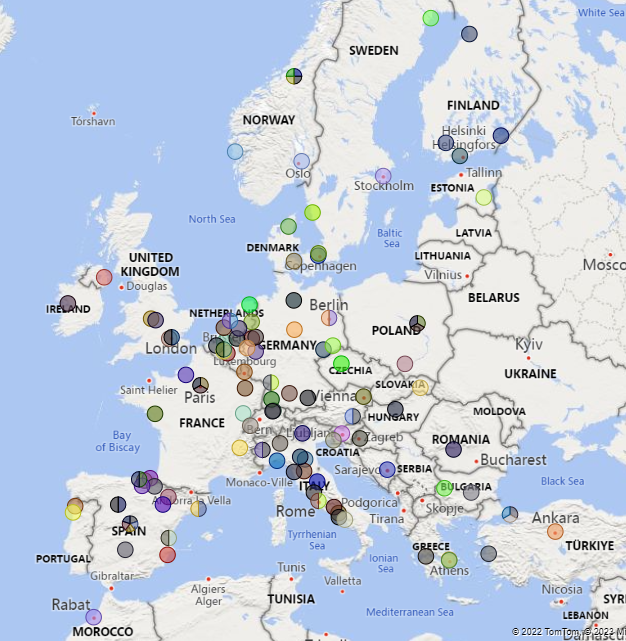 White Sea
SWEDEN
FINLAND
Tórshavn
NORWAY
Helsinki
Helsingfors
Oslo
Tallinn
Stockholm
ESTONIA
North Sea
Baltic
Sea
LATVIA
DENMARK
LITHUANIA
UNITED
KINGDOM
Copenhagen
Vilnius
Mosco
Douglas
BELARUS
IRELAND
NETHERLANDS
Berlin
London
GERMANY
POLAND
Kyiv
Luxembourg
CZECHIA
UKRAINE
Saint Helier
Paris
SLOVAKIA
Vienna
FRANCE
HUNGARY
MOLDOVA
Bay
of Biscay
Bern
Ljubljana
Zagreb
ROMANIA
CROATIA
Bucharest
Monaco-Ville
Sarajevo
SERBIA
Andorra la Vella
ITALY
BULGARIA
Black Sea
Rome
Podgorica
Skopje
Tirana
SPAIN
Ankara
PORTUGAL
Tyrrhenian
Sea
GREECE
TÜRKIYE
Ionian
Sea
Athens
Gibraltar
Algiers
Alger
Tunis
Valletta
Nicosia
Rabat
TUNISIA
SYR
Mediterranean Sea
LEBANON
MOROCCO
© 2022 TomTom, © 2023 Mi